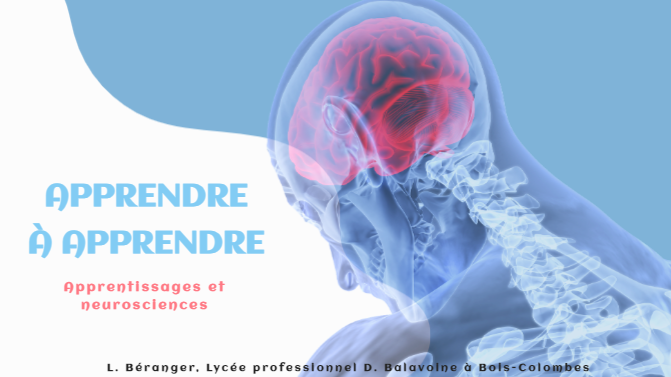 APPRENDRE
À APPRENDRE
Apprentissages et
neurosciences
L. Béranger, Lycée professionnel D. Balavoine à Bois-Colombes